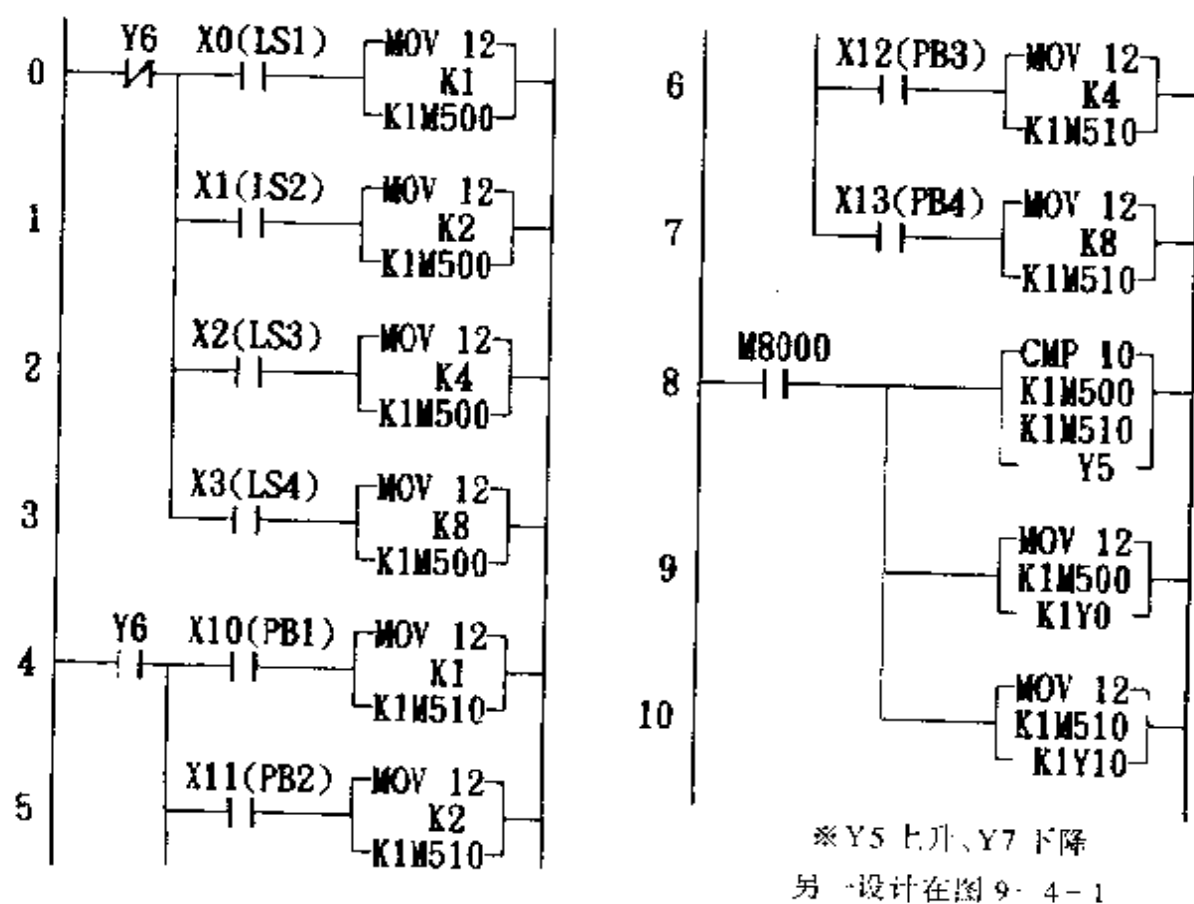 0
Y6
X0(LS1)
MOV 12
K1
K1M500
1
X1(LS2)
MOV 12
K2
K1M500
2
X2(LS3)
MOV 12
K4
K1M500
3
X3(LS4)
MOV 12
K8
K1M500
4
Y6
X10(PB1)
MOV 12
K1
K1M510
5
X11(PB2)
MOV 12
K2
K1M510
6
X12(PB3)
MOV 12
K4
K1M510
7
X13(PB4)
MOV 12
K8
K1M510
8
M8000
CMP 10
K1M500
K1M510
Y5
9
MOV 12
K1M500
K1Y0
10
MOV 12
K1M510
K1Y10
※Y5 上升、Y7 下降
另一设计在图 9-4-1